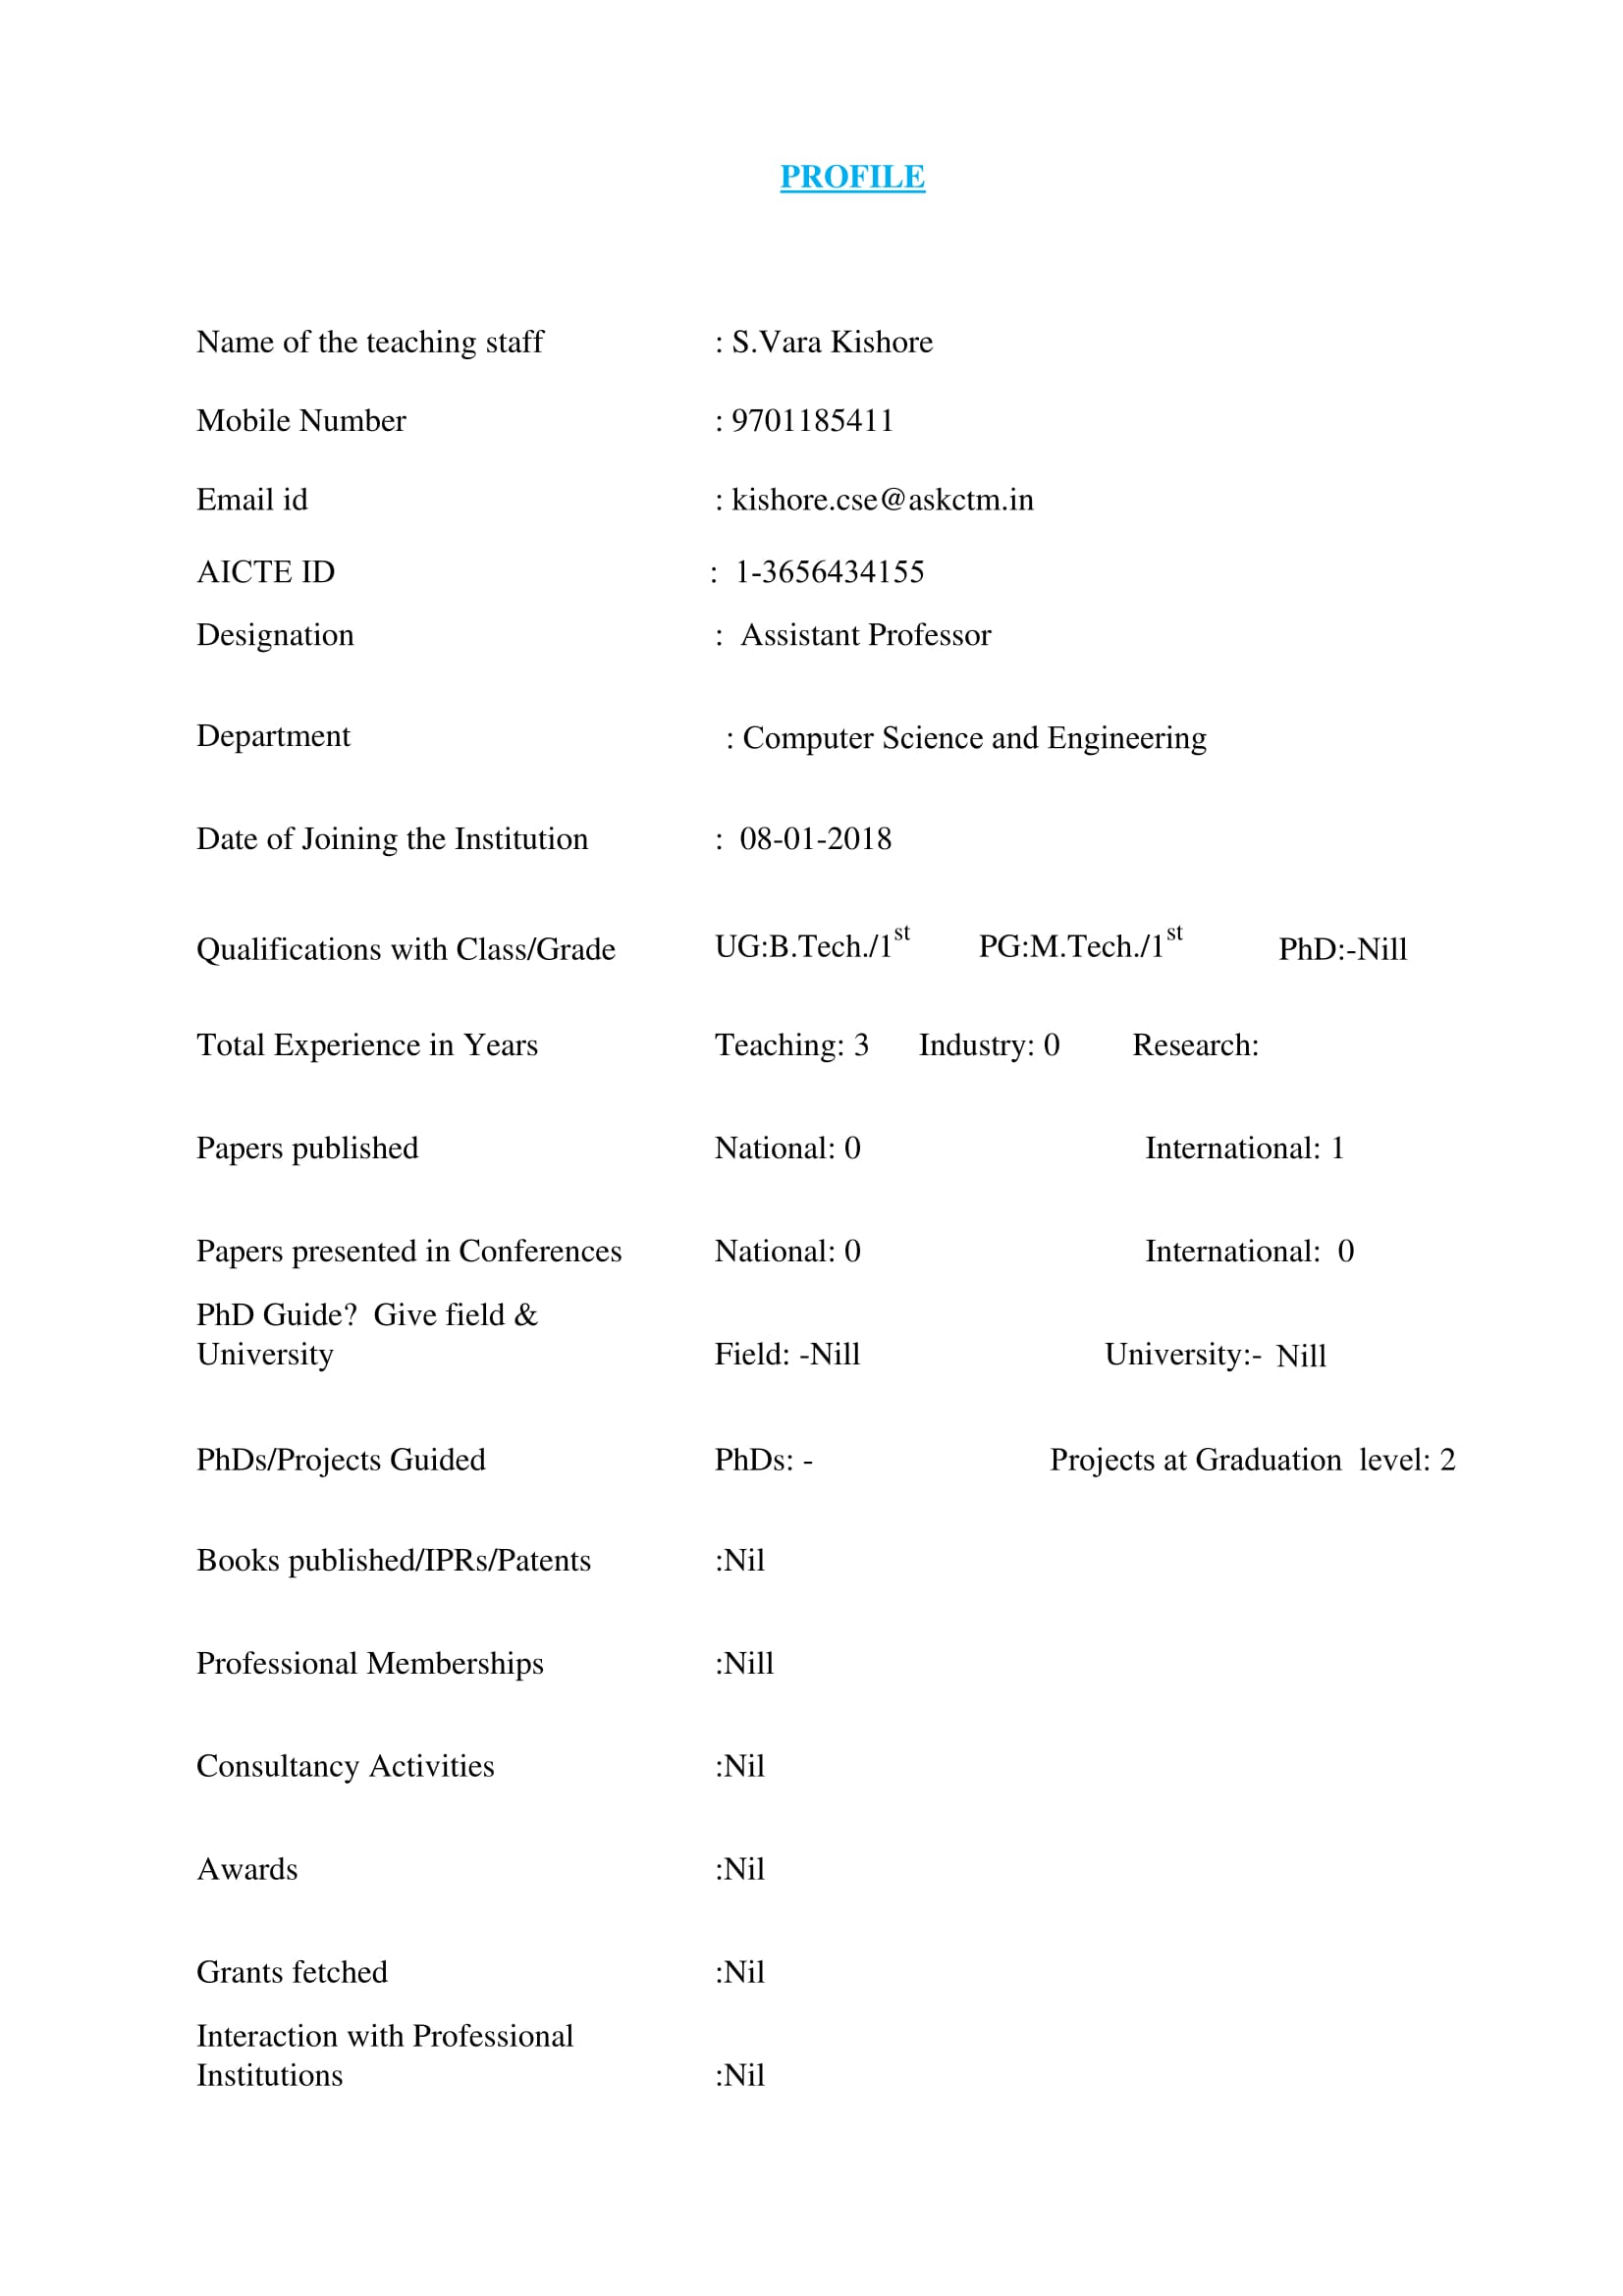 PROFILE
Name of the teaching staff : S.Vara Kishore
Mobile Number : 9701185411
Email id : kishore.cse@askctm.in
AICTE ID : 1-3656434155
Designation : Assistant Professor
Department : Computer Science and Engineering
Date of Joining the Institution : 08-01-2018
Qualifications with Class/Grade UG:B.Tech./1st PG:M.Tech./1st PhD:-Nill
Total Experience in Years Teaching: 3 Industry: 0 Research:
Papers published National: 0 International: 1
Papers presented in Conferences National: 0 International: 0
PhD Guide? Give field &
University Field: -Nill University:- Nill
PhDs/Projects Guided PhDs: - Projects at Graduation level: 2
Books published/IPRs/Patents :Nil
Professional Memberships :Nill
Consultancy Activities :Nil
Awards :Nil
Grants fetched :Nil
Interaction with Professional
Institutions :Nil